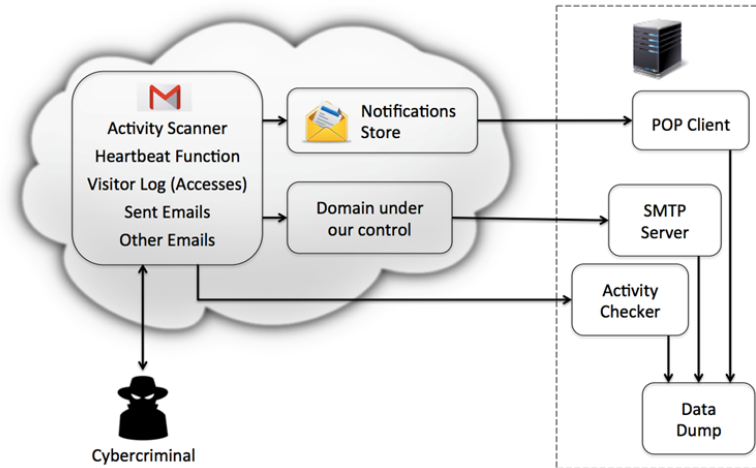 Activity Scanner
Heartbeat Function
Visitor Log (Accesses)
Sent Emails
Other Emails
Notifications
Store
Domain under
our control
POP Client
SMTP
Server
Activity
Checker
Data
Dump
Cybercriminal